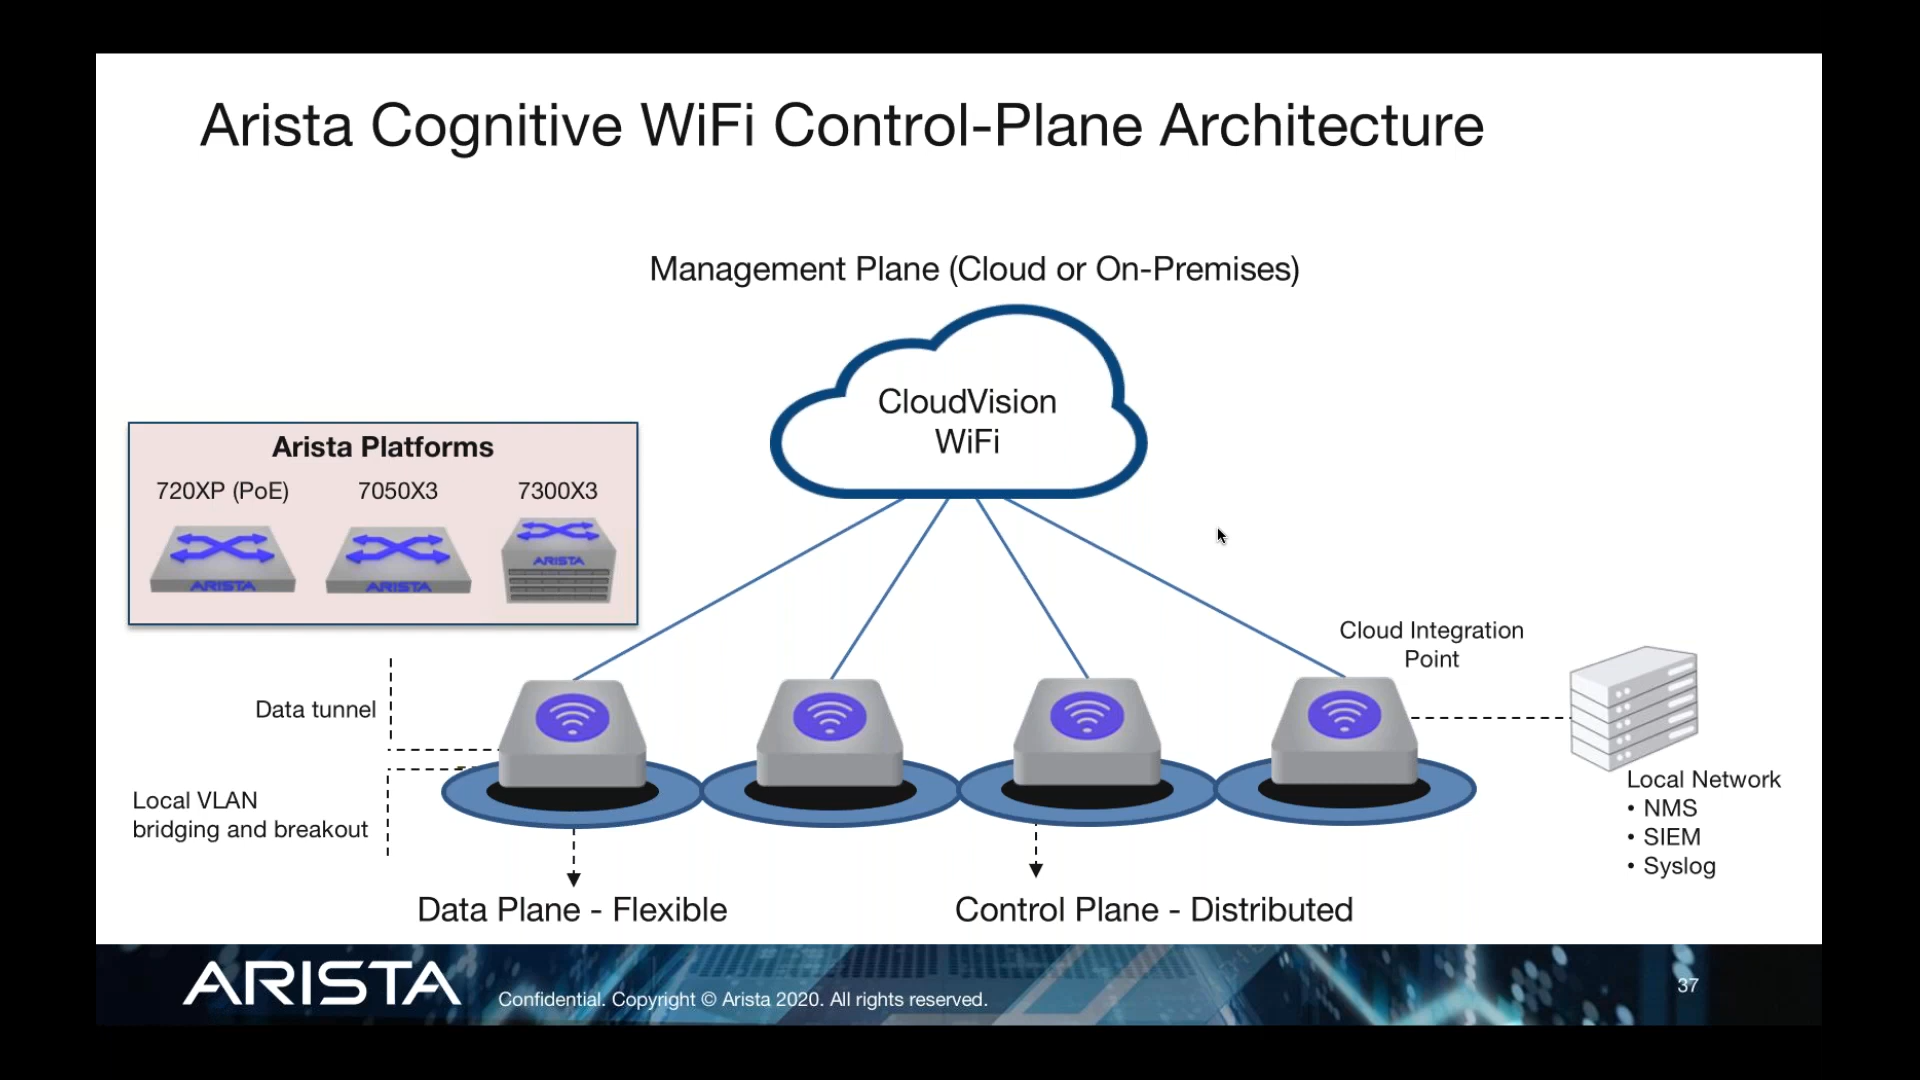 Arista Cognitive WiFi Control-Plane Architecture
Management Plane (Cloud or On-Premises)
CloudVision
WiFi
Arista Platforms
720XP (PoE) 7050X3 7300X3
ARISTA ARISTA ARISTA
Cloud Integration
Point
Data tunnel
Local VLAN
bridging and breakout
Local Network
• NMS
• SIEM
• Syslog
Data Plane - Flexible
Control Plane - Distributed
ARISTA
Confidential. Copyright © Arista 2020. All rights reserved.
37